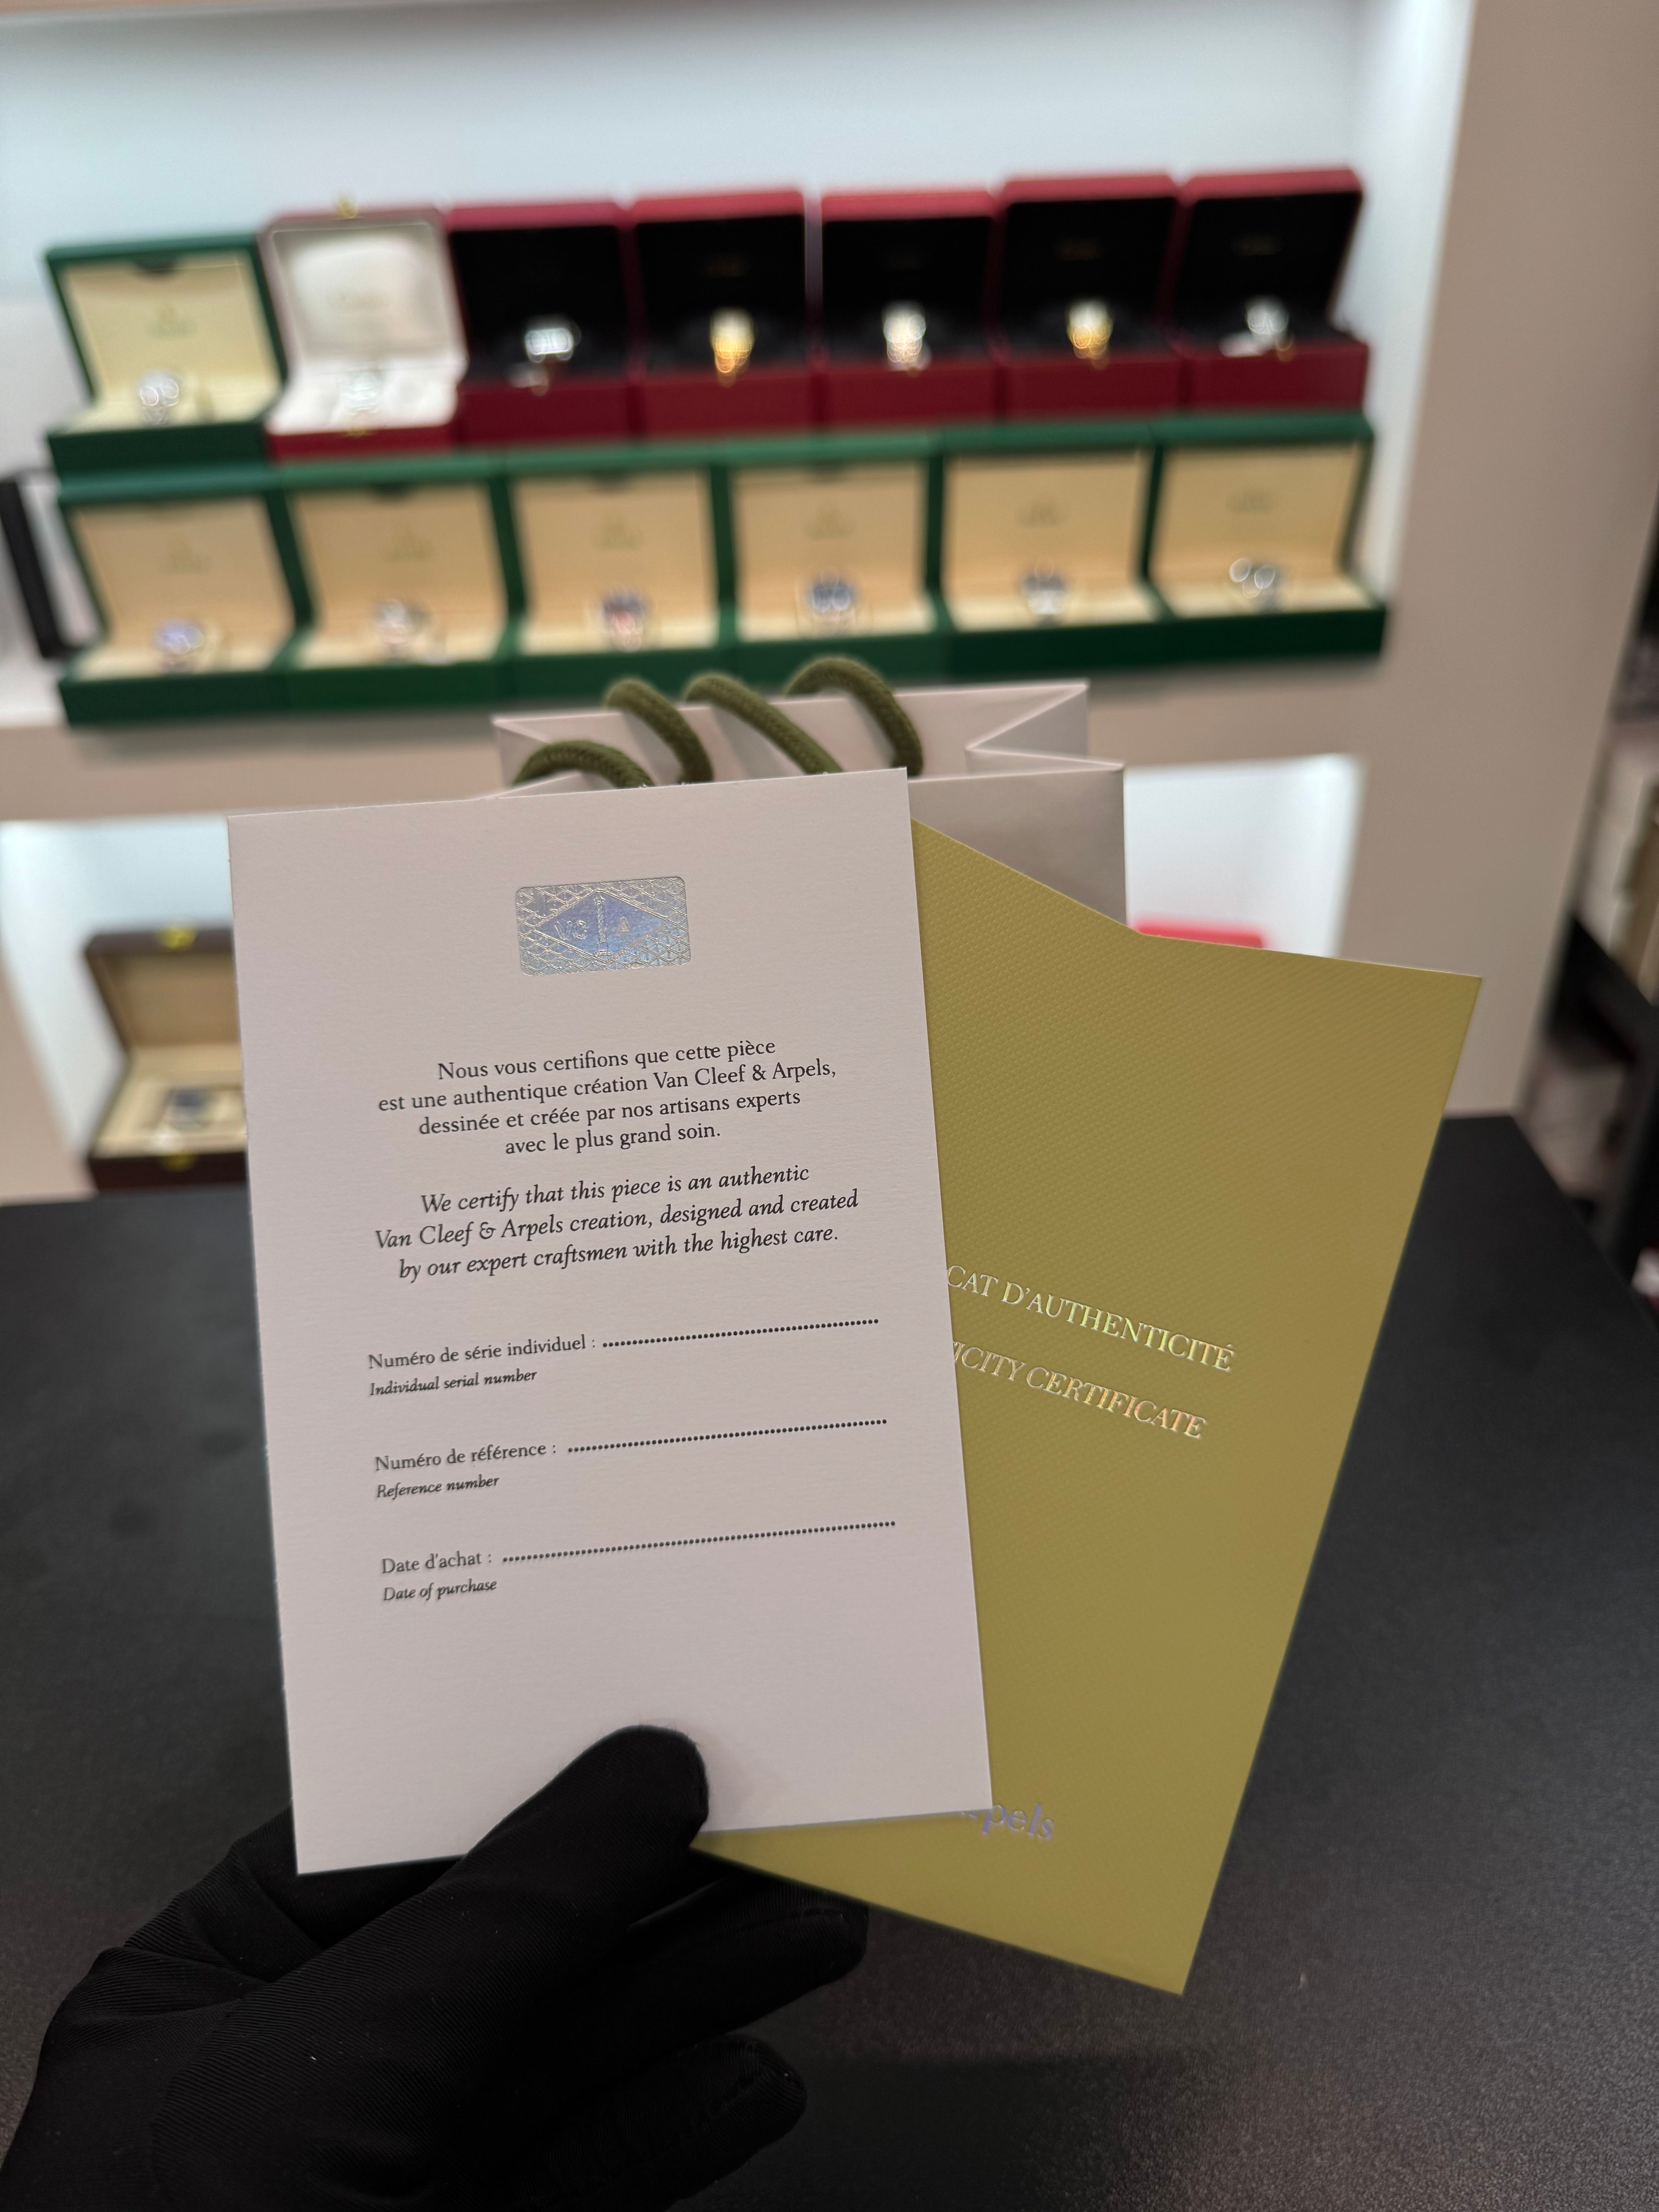 VC A
Nous vous certifions que cette pièce
est une authentique création Van Cleef & Arpels,
dessinée et créée par nos artisans experts
avec le plus grand soin.
We certify that this piece is an authentic
Van Cleef & Arpels creation, designed and created
by our expert craftsmen with the highest care.
Numéro de série individuel : ........................................
Individual serial number
Numéro de référence : ........................................
Reference number
Date d'achat : ........................................
Date of purchase
CAT D'AUTHENTICITÉ
ICITY CERTIFICATE
pels